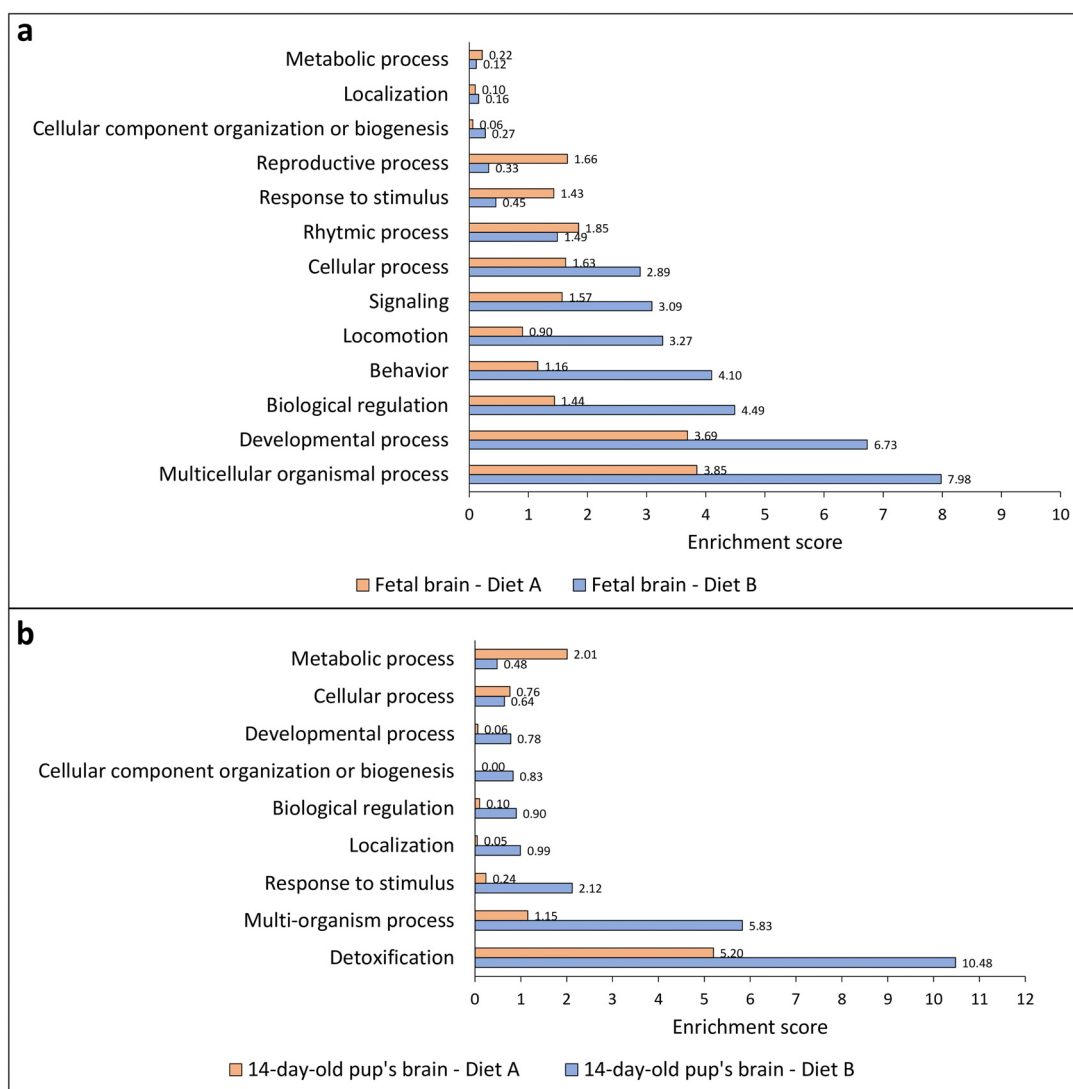 a
Metabolic process
0.22
0.12
Localization
0.10
0.16
Cellular component organization or biogenesis
0.06
0.27
Reproductive process
1.66
0.33
Response to stimulus
1.43
0.45
Rhytmic process
1.85
1.49
Cellular process
1.63
2.89
Signaling
1.57
3.09
Locomotion
0.90
3.27
Behavior
1.16
4.10
Biological regulation
1.44
4.49
Developmental process
3.69
6.73
Multicellular organismal process
3.85
7.98
0 1 2 3 4 5 6 7 8 9 10
Enrichment score
Fetal brain - Diet A Fetal brain - Diet B
b
Metabolic process
2.01
0.48
Cellular process
0.76
0.64
Developmental process
0.06
0.78
Cellular component organization or biogenesis
0.00
0.83
Biological regulation
0.10
0.90
Localization
0.05
0.99
Response to stimulus
0.24
2.12
Multi-organism process
1.15
5.83
Detoxification
5.20
10.48
0 1 2 3 4 5 6 7 8 9 10 11 12
Enrichment score
14-day-old pup's brain - Diet A 14-day-old pup's brain - Diet B